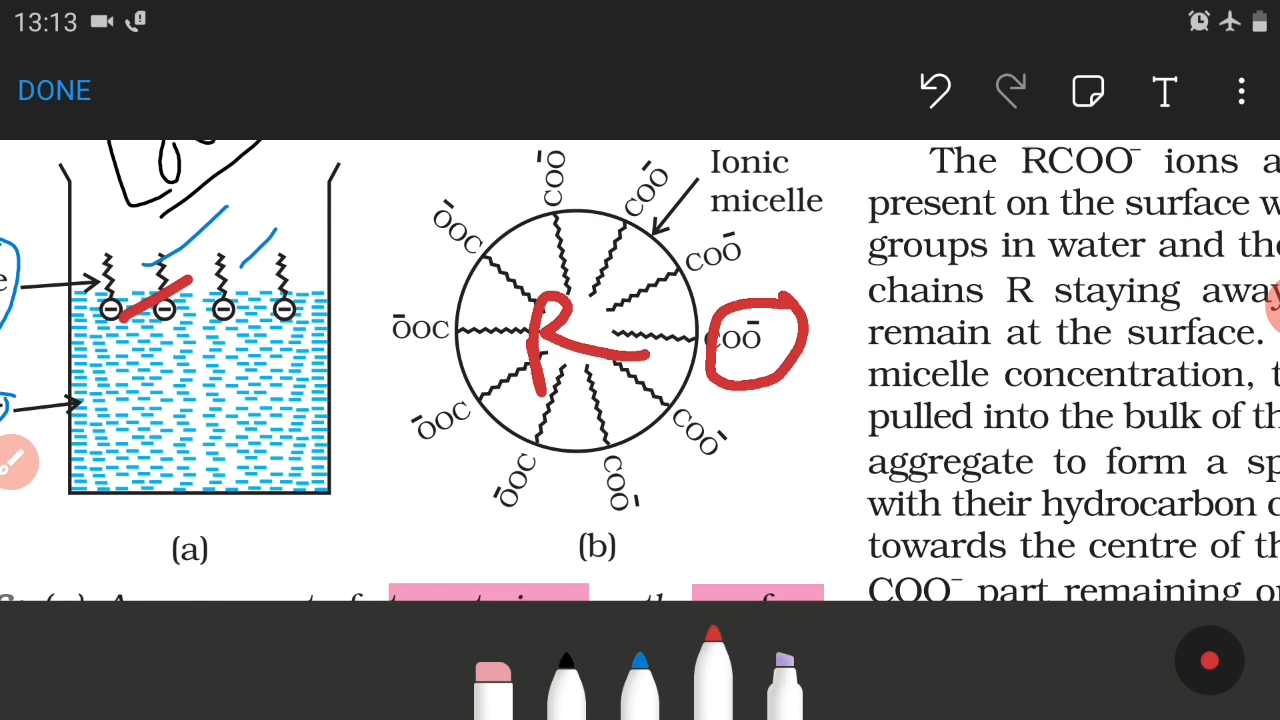 13:13
DONE
COO⁻
COO⁻
Ionic
micelle
⁻OOC
COO⁻
⁻OOC
COO⁻
R
⁻OOC
COO⁻
⁻OOC
COO⁻
(a)
(b)
The RCOO⁻ ions a
present on the surface w
groups in water and the
chains R staying awa
remain at the surface.
micelle concentration, t
pulled into the bulk of th
aggregate to form a sp
with their hydrocarbon c
towards the centre of th
COO⁻ part remaining o